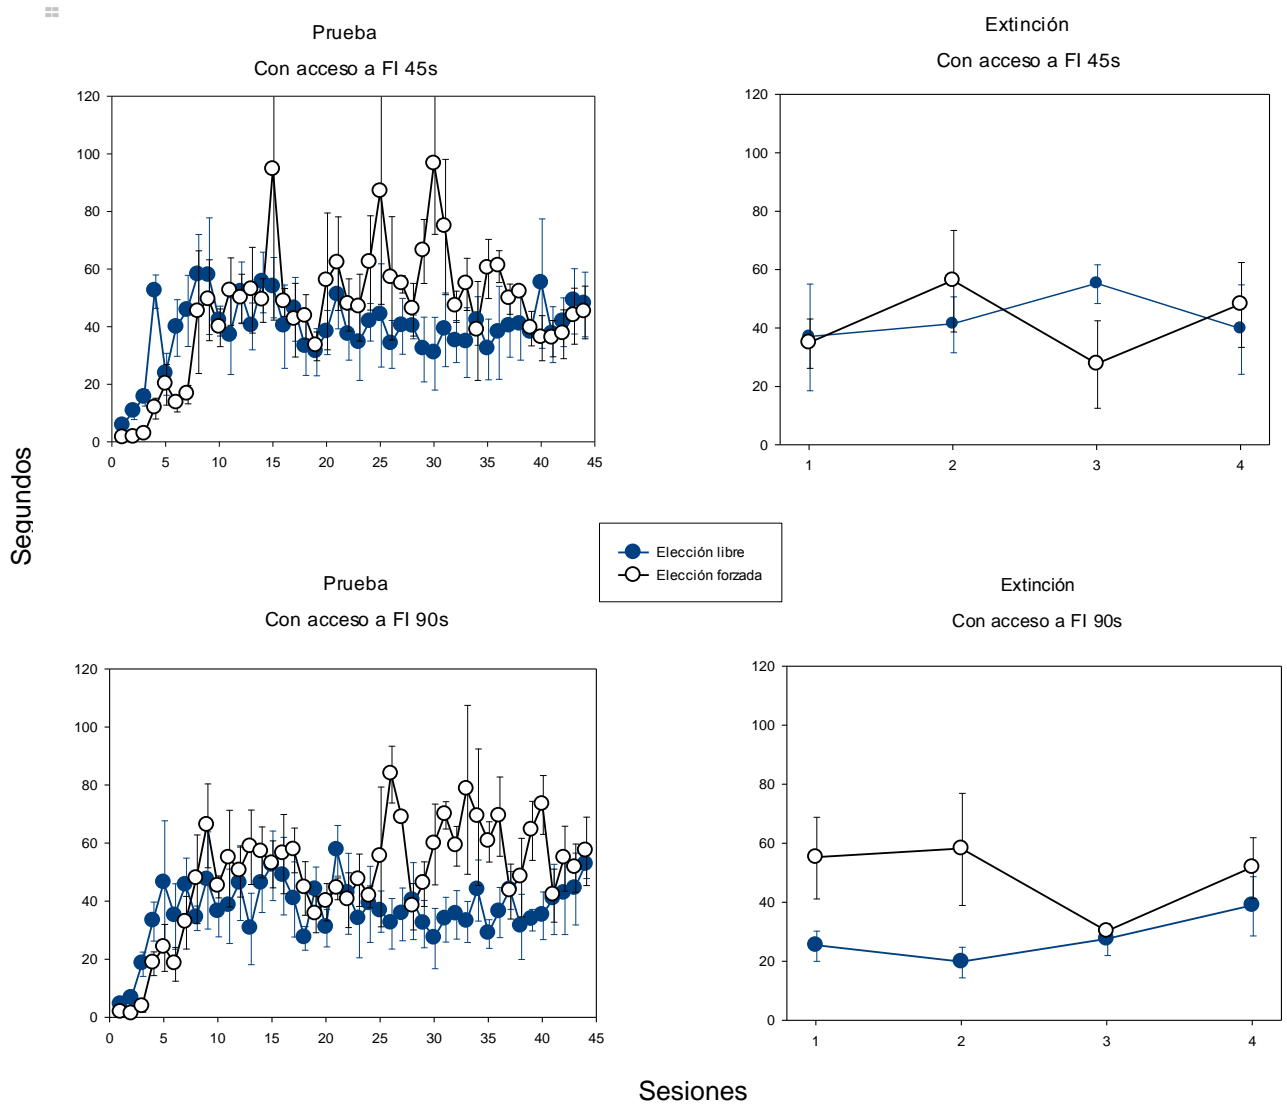 Prueba
Con acceso a FI 45s
120
100
80
60
40
20
0
0 5 10 15 20 25 30 35 40 45
Extinción
Con acceso a FI 45s
120
100
80
60
40
20
0
1 2 3 4
Segundos
Elección libre
Elección forzada
Prueba
Con acceso a FI 90s
120
100
80
60
40
20
0
0 5 10 15 20 25 30 35 40 45
Extinción
Con acceso a FI 90s
120
100
80
60
40
20
0
1 2 3 4
Sesiones